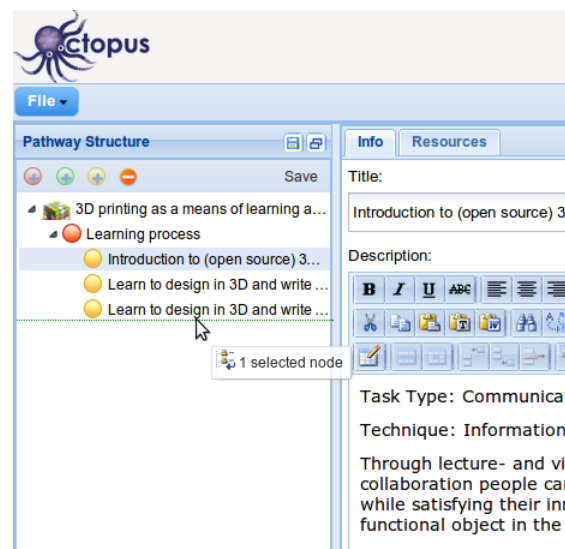 Octopus
File
Pathway Structure
Info
Resources
Save
Title:
3D printing as a means of learning a...
Introduction to (open source) 3
Learning process
Introduction to (open source) 3...
Description:
Learn to design in 3D and write ...
B I U ABC
Learn to design in 3D and write ...
1 selected node
Task Type: Communica
Technique: Information
Through lecture- and vi
collaboration people ca
while satisfying their in
functional object in the